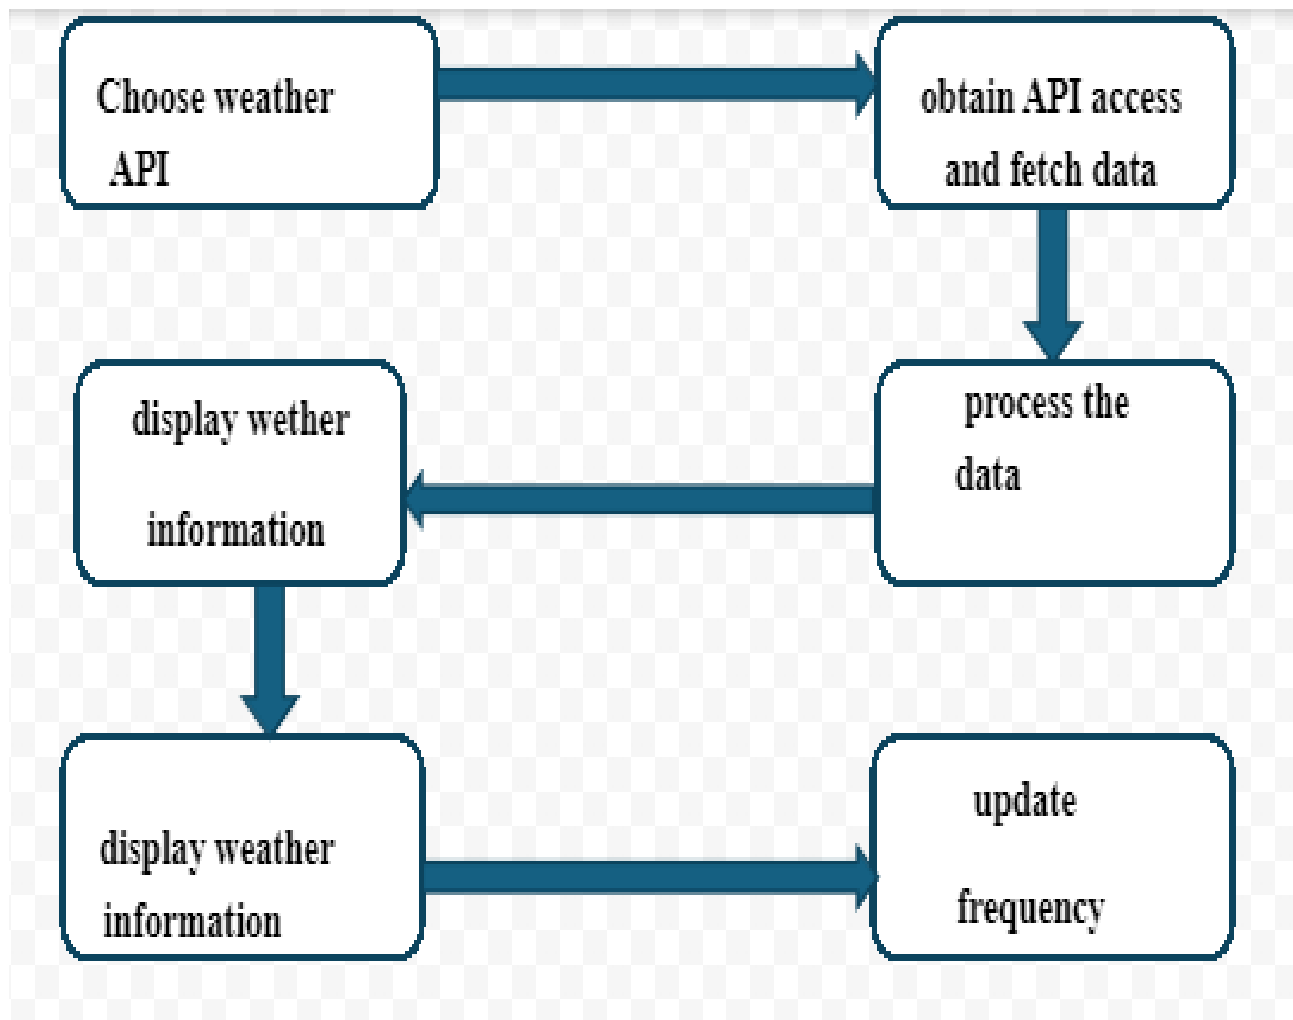 Choose weather
API
obtain API access
and fetch data
process the
data
display wether
information
display weather
information
update
frequency